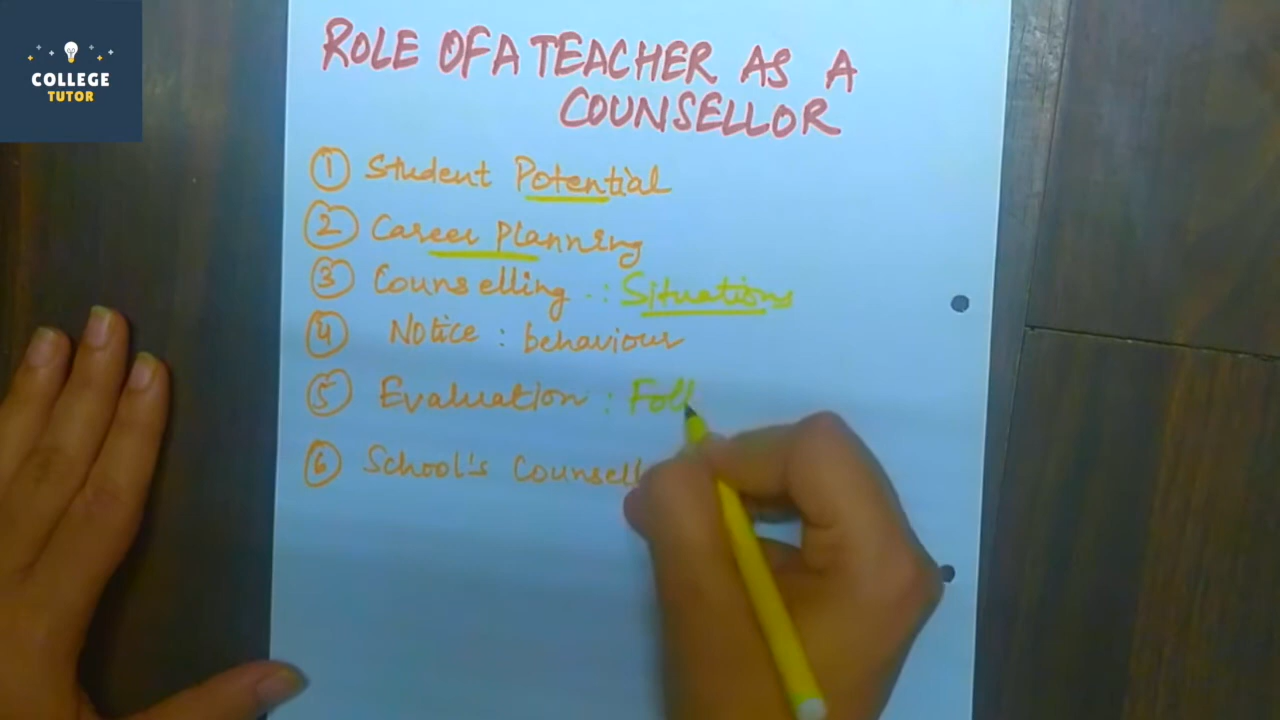 COLLEGE
TUTOR
ROLE OF A TEACHER AS A
COUNSELLOR
1 Student Potential
2 Career Planning
3 Counselling : Situations
4 Notice : behaviour
5 Evaluation : Foll
6 School's Counsell